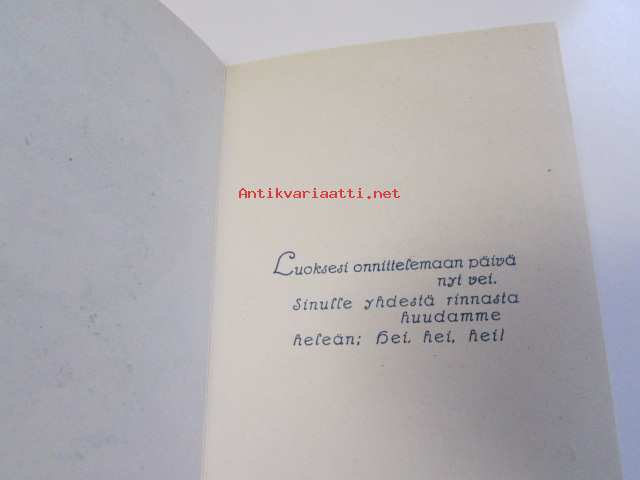 Antikvariaatti.net
Luoksesi onnittelemaan päivä
nyt vei.
Sinulle yhdestä rinnasta
huudamme
heleän; Hei, hei, hei!